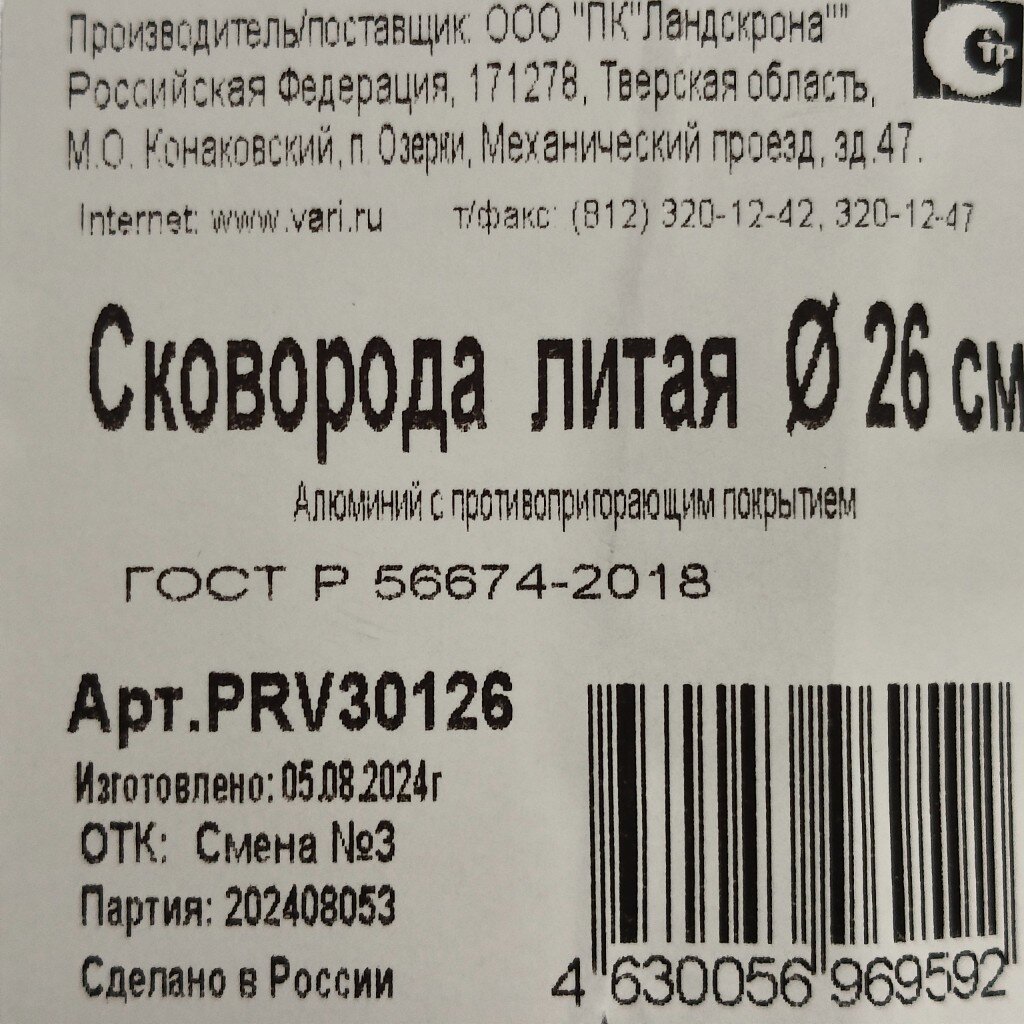 Производитель/поставщик: ООО "ПК"Ландскрона""
Российская Федерация, 171278, Тверская область,
М.О. Конаковский, п. Озерки, Механический проезд, зд.47.
Internet: www.vari.ru т/факс: (812) 320-12-42, 320-12-47
Сковорода литая Ø 26 см
Алюминий с противопригорающим покрытием
ГОСТ Р 56674-2018
Арт.PRV30126
Изготовлено: 05.08.2024г
ОТК: Смена №3
Партия: 202408053
Сделано в России
4 630056 969592